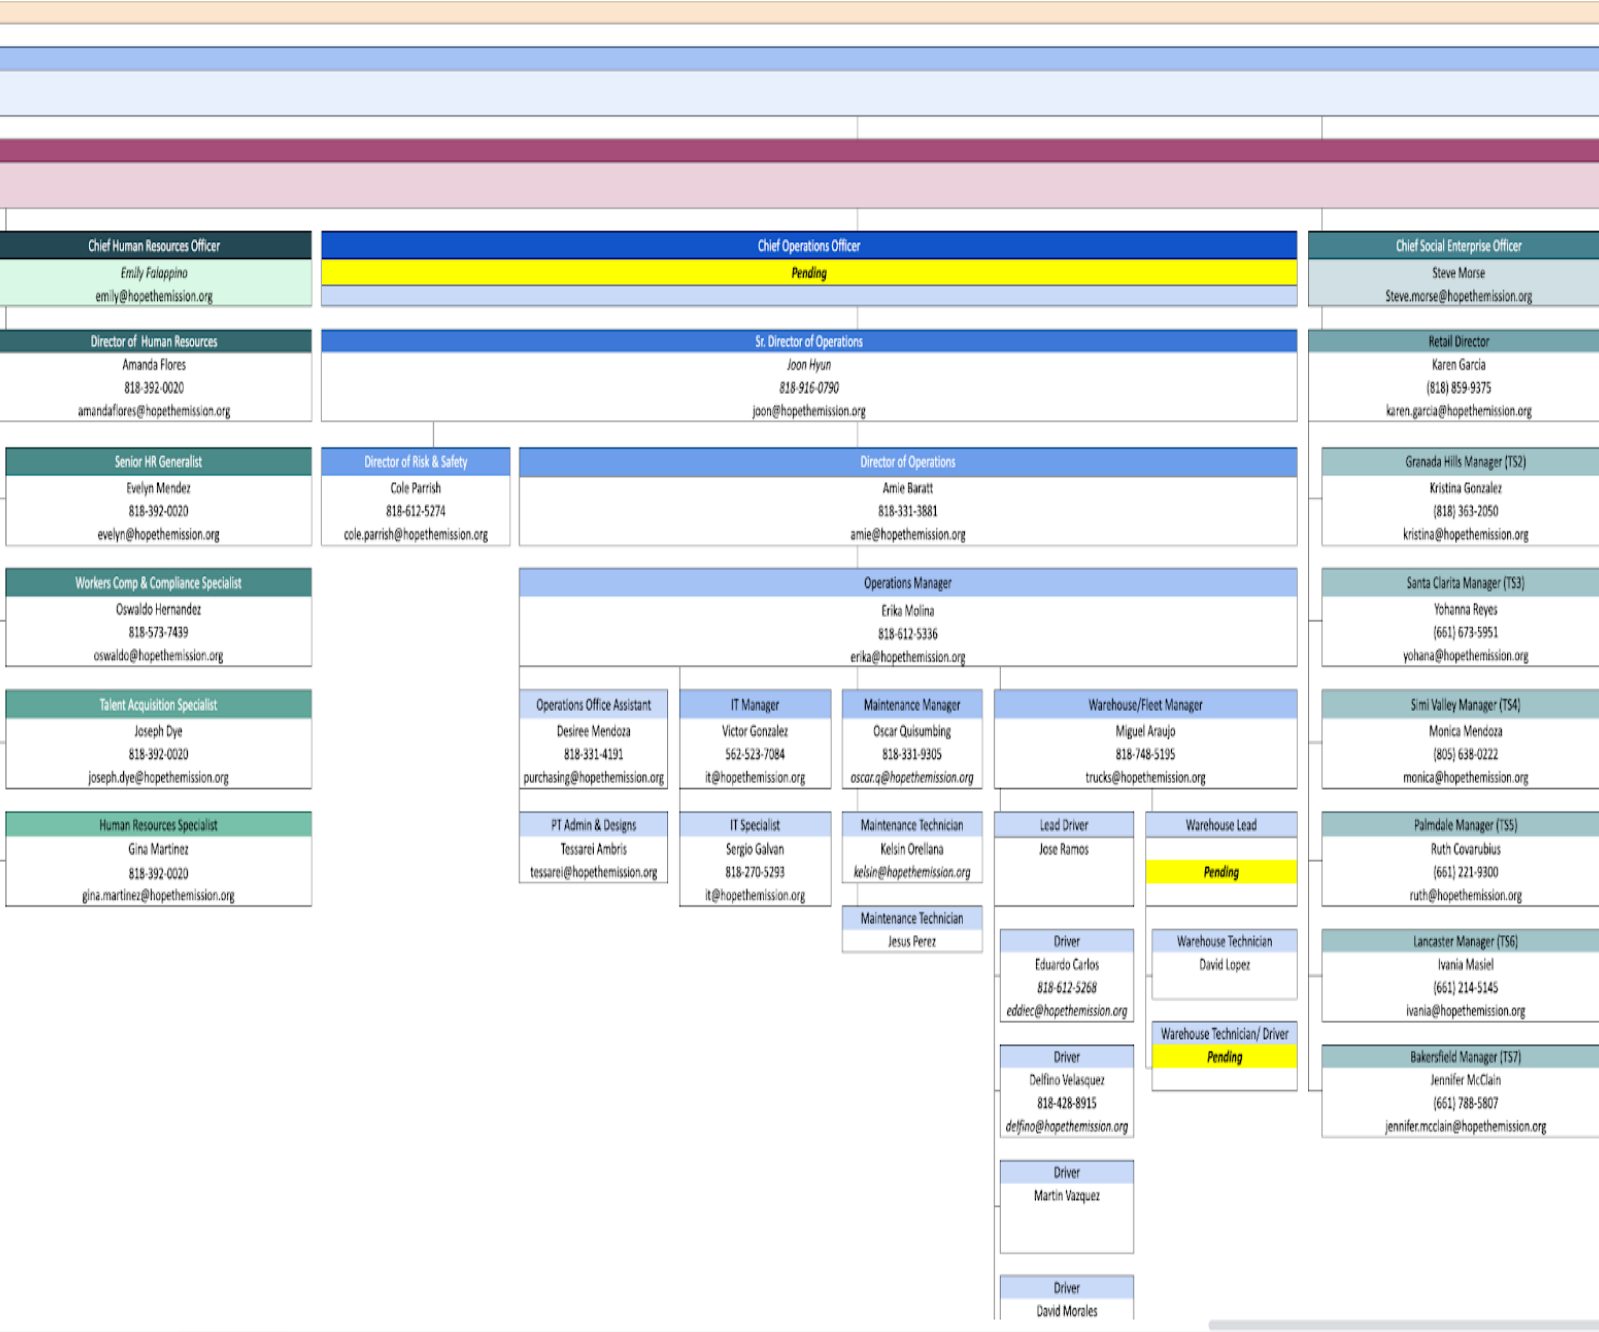 Chief Human Resources Officer
Emily Falappino
emily@hopethemission.org
Director of Human Resources
Amanda Flores
818-392-0020
amandaflores@hopethemission.org
Senior HR Generalist
Evelyn Mendez
818-392-0020
evelyn@hopethemission.org
Workers Comp & Compliance Specialist
Oswaldo Hernandez
818-573-7439
oswaldo@hopethemission.org
Talent Acquisition Specialist
Joseph Dye
818-392-0020
joseph.dye@hopethemission.org
Human Resources Specialist
Gina Martinez
818-392-0020
gina.martinez@hopethemission.org
Chief Operations Officer
Pending
Sr. Director of Operations
Joon Hyun
818-916-0790
joon@hopethemission.org
Director of Risk & Safety
Cole Parrish
818-612-5274
cole.parrish@hopethemission.org
Director of Operations
Amie Baratt
818-331-3881
amie@hopethemission.org
Operations Manager
Erika Molina
818-612-5336
erika@hopethemission.org
Operations Office Assistant
Desiree Mendoza
818-331-4191
purchasing@hopethemission.org
PT Admin & Designs
Tessarei Ambris
tessarei@hopethemission.org
IT Manager
Victor Gonzalez
562-523-7084
it@hopethemission.org
IT Specialist
Sergio Galvan
818-270-5293
it@hopethemission.org
Maintenance Manager
Oscar Quisumbing
818-331-9305
oscar.q@hopethemission.org
Maintenance Technician
Kelsin Orellana
kelsin@hopethemission.org
Maintenance Technician
Jesus Perez
Warehouse/Fleet Manager
Miguel Araujo
818-748-5195
trucks@hopethemission.org
Lead Driver
Jose Ramos
Driver
Eduardo Carlos
818-612-5268
eddiec@hopethemission.org
Driver
Delfino Velasquez
818-428-8915
delfino@hopethemission.org
Driver
Martin Vazquez
Driver
David Morales
Warehouse Lead
Pending
Warehouse Technician
David Lopez
Warehouse Technician/ Driver
Pending
Chief Social Enterprise Officer
Steve Morse
Steve.morse@hopethemission.org
Retail Director
Karen Garcia
(818) 859-9375
karen.garcia@hopethemission.org
Granada Hills Manager (TS2)
Kristina Gonzalez
(818) 363-2050
kristina@hopethemission.org
Santa Clarita Manager (TS3)
Yohanna Reyes
(661) 673-5951
yohana@hopethemission.org
Simi Valley Manager (TS4)
Monica Mendoza
(805) 638-0222
monica@hopethemission.org
Palmdale Manager (TS5)
Ruth Covarubius
(661) 221-9300
ruth@hopethemission.org
Lancaster Manager (TS6)
Ivania Masiel
(661) 214-5145
ivania@hopethemission.org
Bakersfield Manager (TS7)
Jennifer McClain
(661) 788-5807
jennifer.mcclain@hopethemission.org